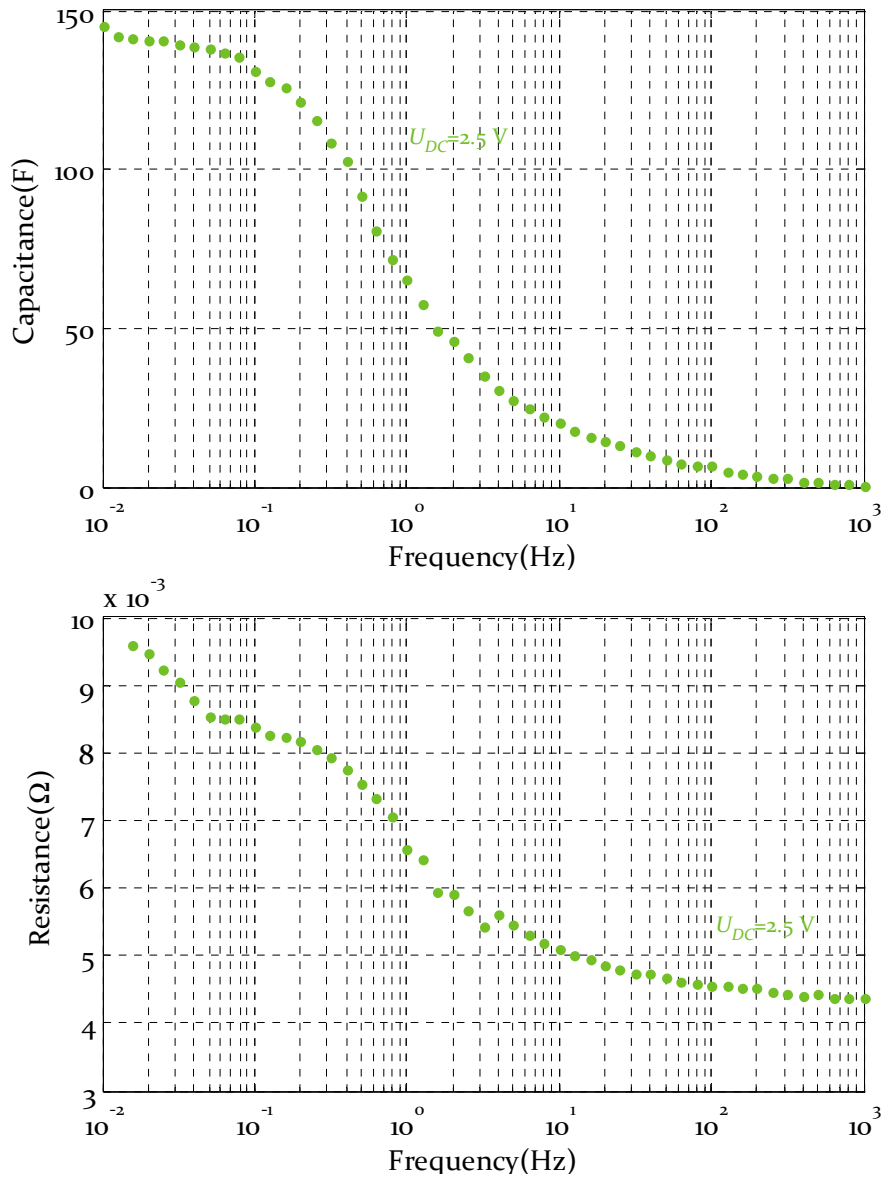 150
100
50
0
Capacitance(F)
U_DC=2.5 V
10^-2 10^-1 10^0 10^1 10^2 10^3
Frequency(Hz)
x 10^-3
10
9
8
7
6
5
4
3
Resistance(Ω)
U_DC=2.5 V
10^-2 10^-1 10^0 10^1 10^2 10^3
Frequency(Hz)